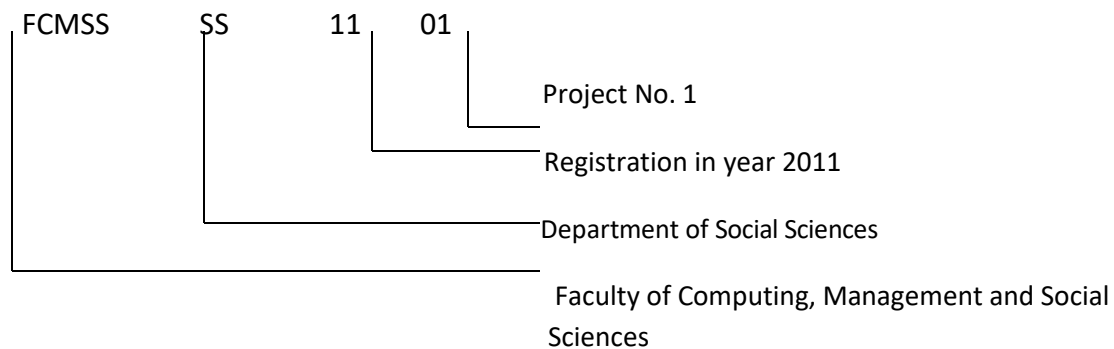 FCMSS SS 11 01
Project No. 1
Registration in year 2011
Department of Social Sciences
Faculty of Computing, Management and Social
Sciences